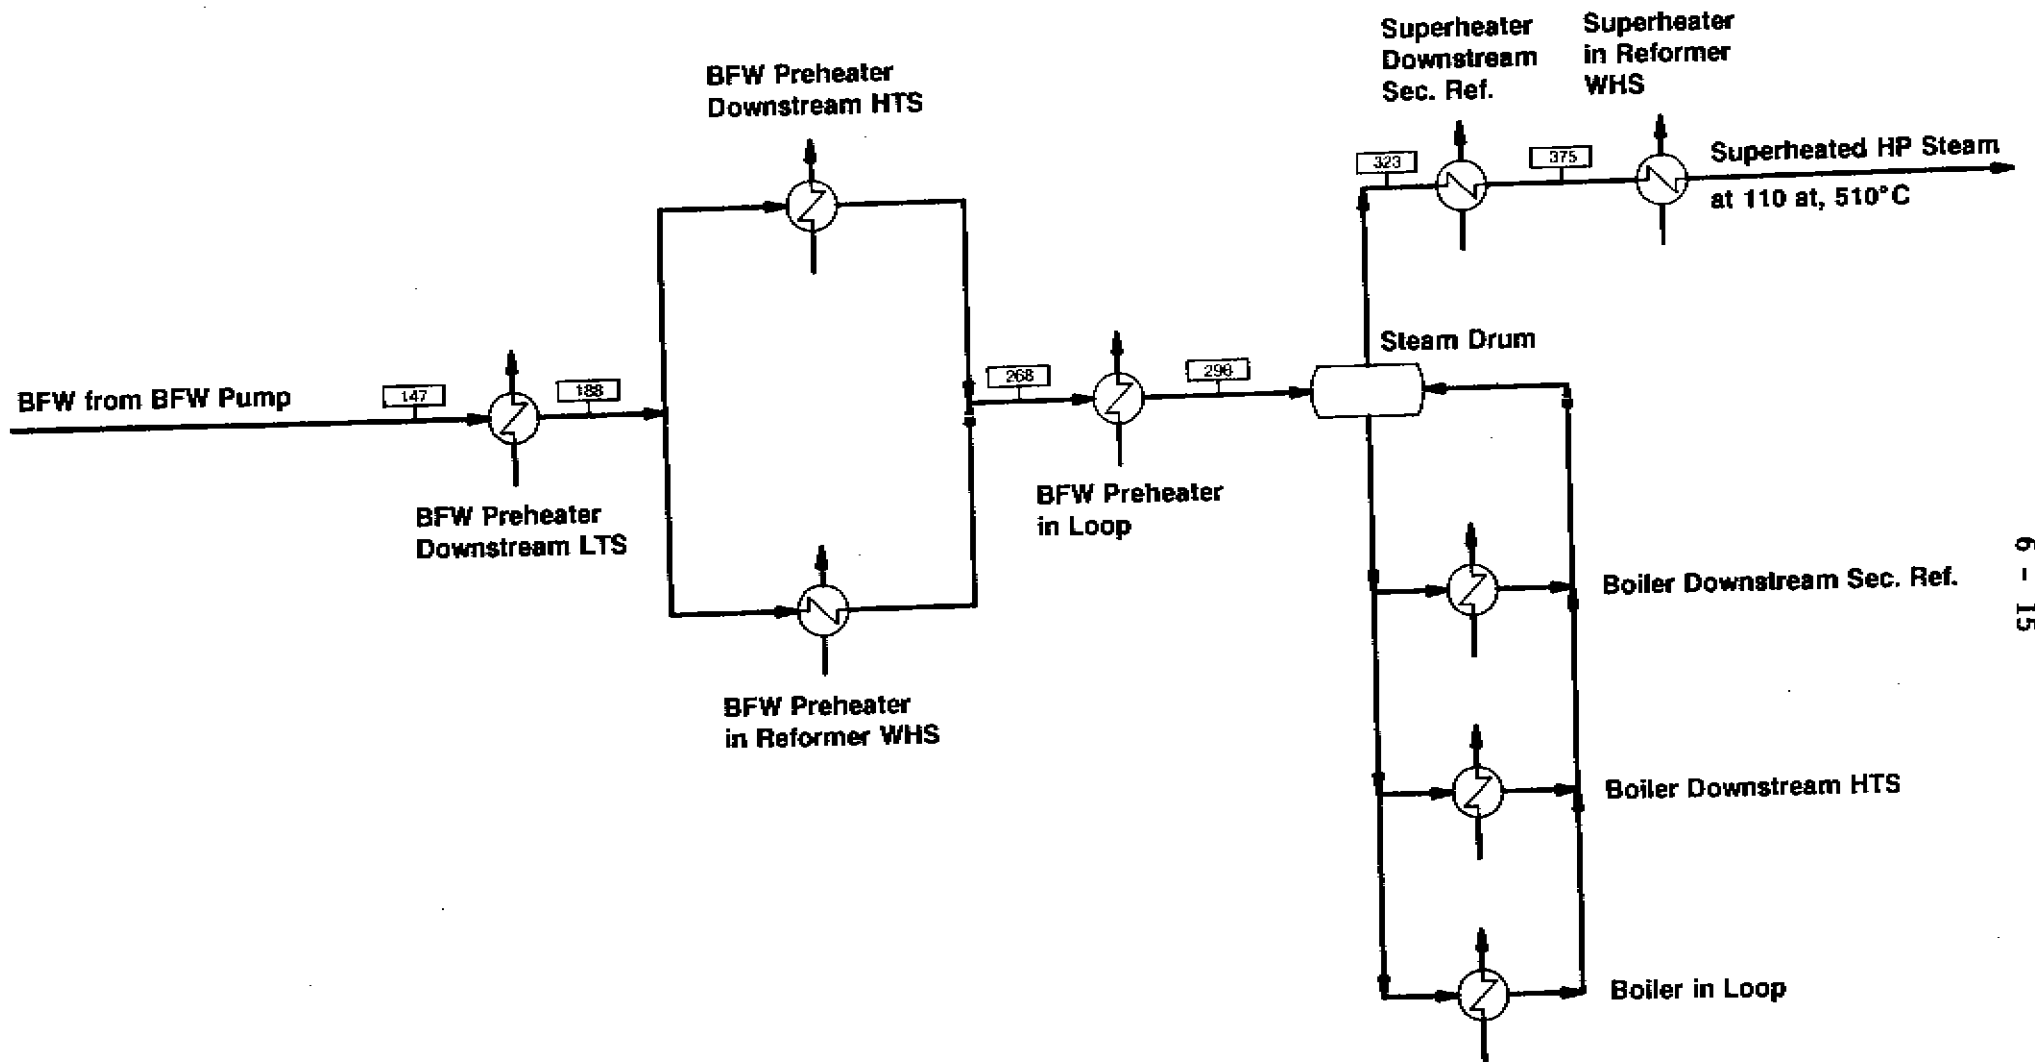 Superheater
Downstream
Sec. Ref.
Superheater
in Reformer
WHS
BFW Preheater
Downstream HTS
323
375
Superheated HP Steam
at 110 at, 510°C
Steam Drum
BFW from BFW Pump
147
188
268
298
BFW Preheater
Downstream LTS
BFW Preheater
in Loop
BFW Preheater
in Reformer WHS
Boiler Downstream Sec. Ref.
Boiler Downstream HTS
Boiler in Loop
6 - 15